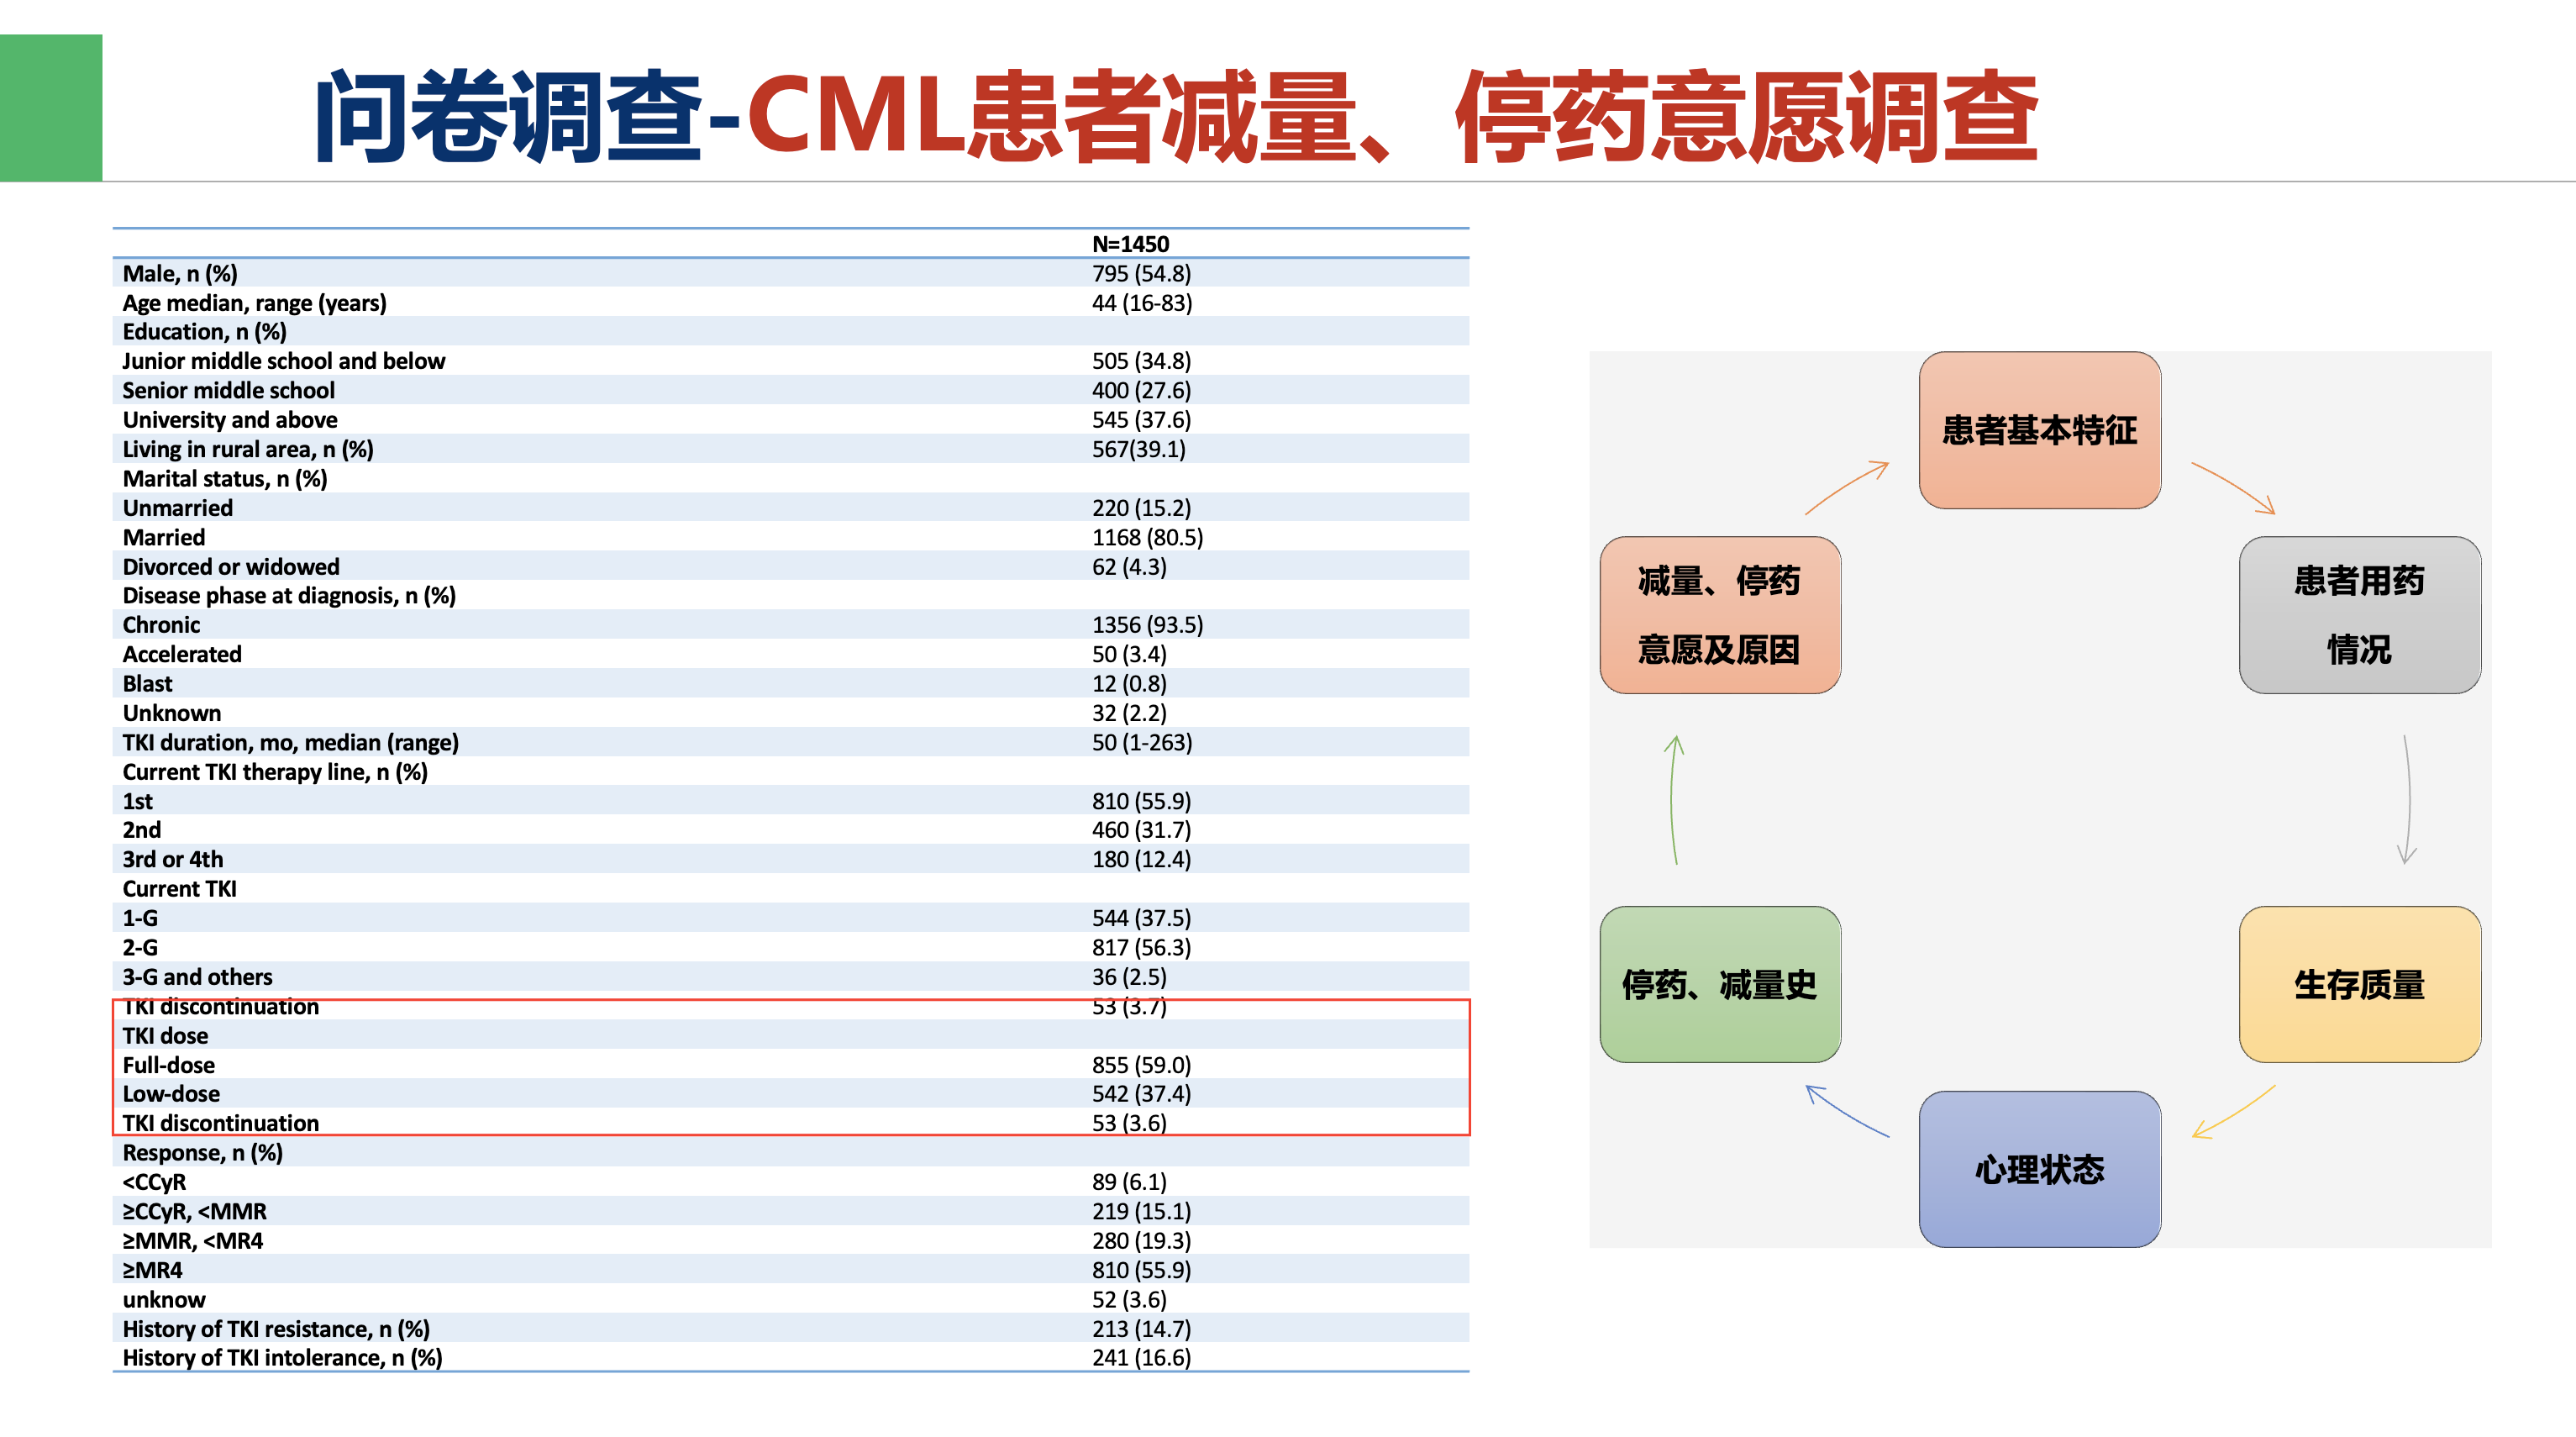 问卷调查-CML患者减量、停药意愿调查
N=1450
Male, n (%) 795 (54.8)
Age median, range (years) 44 (16-83)
Education, n (%)
Junior middle school and below 505 (34.8)
Senior middle school 400 (27.6)
University and above 545 (37.6)
Living in rural area, n (%) 567(39.1)
Marital status, n (%)
Unmarried 220 (15.2)
Married 1168 (80.5)
Divorced or widowed 62 (4.3)
Disease phase at diagnosis, n (%)
Chronic 1356 (93.5)
Accelerated 50 (3.4)
Blast 12 (0.8)
Unknown 32 (2.2)
TKI duration, mo, median (range) 50 (1-263)
Current TKI therapy line, n (%)
1st 810 (55.9)
2nd 460 (31.7)
3rd or 4th 180 (12.4)
Current TKI
1-G 544 (37.5)
2-G 817 (56.3)
3-G and others 36 (2.5)
TKI discontinuation 53 (3.7)
TKI dose
Full-dose 855 (59.0)
Low-dose 542 (37.4)
TKI discontinuation 53 (3.6)
Response, n (%)
<CCyR 89 (6.1)
≥CCyR, <MMR 219 (15.1)
≥MMR, <MR4 280 (19.3)
≥MR4 810 (55.9)
unknow 52 (3.6)
History of TKI resistance, n (%) 213 (14.7)
History of TKI intolerance, n (%) 241 (16.6)
患者基本特征
患者用药
情况
生存质量
心理状态
停药、减量史
减量、停药
意愿及原因